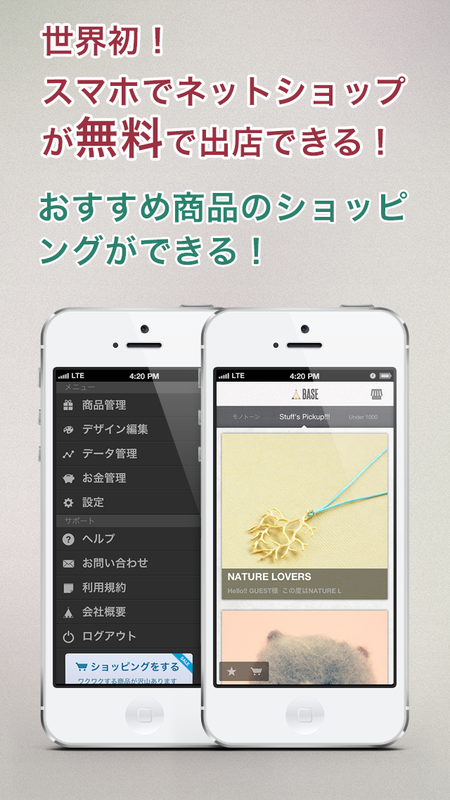 世界初！
スマホでネットショップ
が無料で出店できる！
おすすめ商品のショッピ
ングができる！
LTE 4:20 PM
メニュー
商品管理
デザイン編集
データ管理
お金管理
設定
サポート
ヘルプ
お問い合わせ
利用規約
会社概要
ログアウト
ショッピングをする
SALE
ワクワクする商品が沢山あります
LTE 4:20 PM
BASE
モノトーン Stuff's Pickup!!! Under 1000
NATURE LOVERS
Hello!! GUEST様 この度はNATURE L